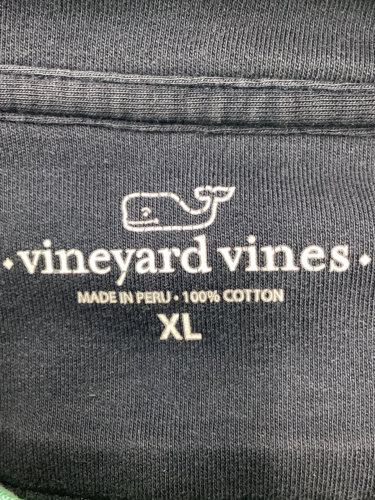 • vineyard vines •
MADE IN PERU • 100% COTTON
XL